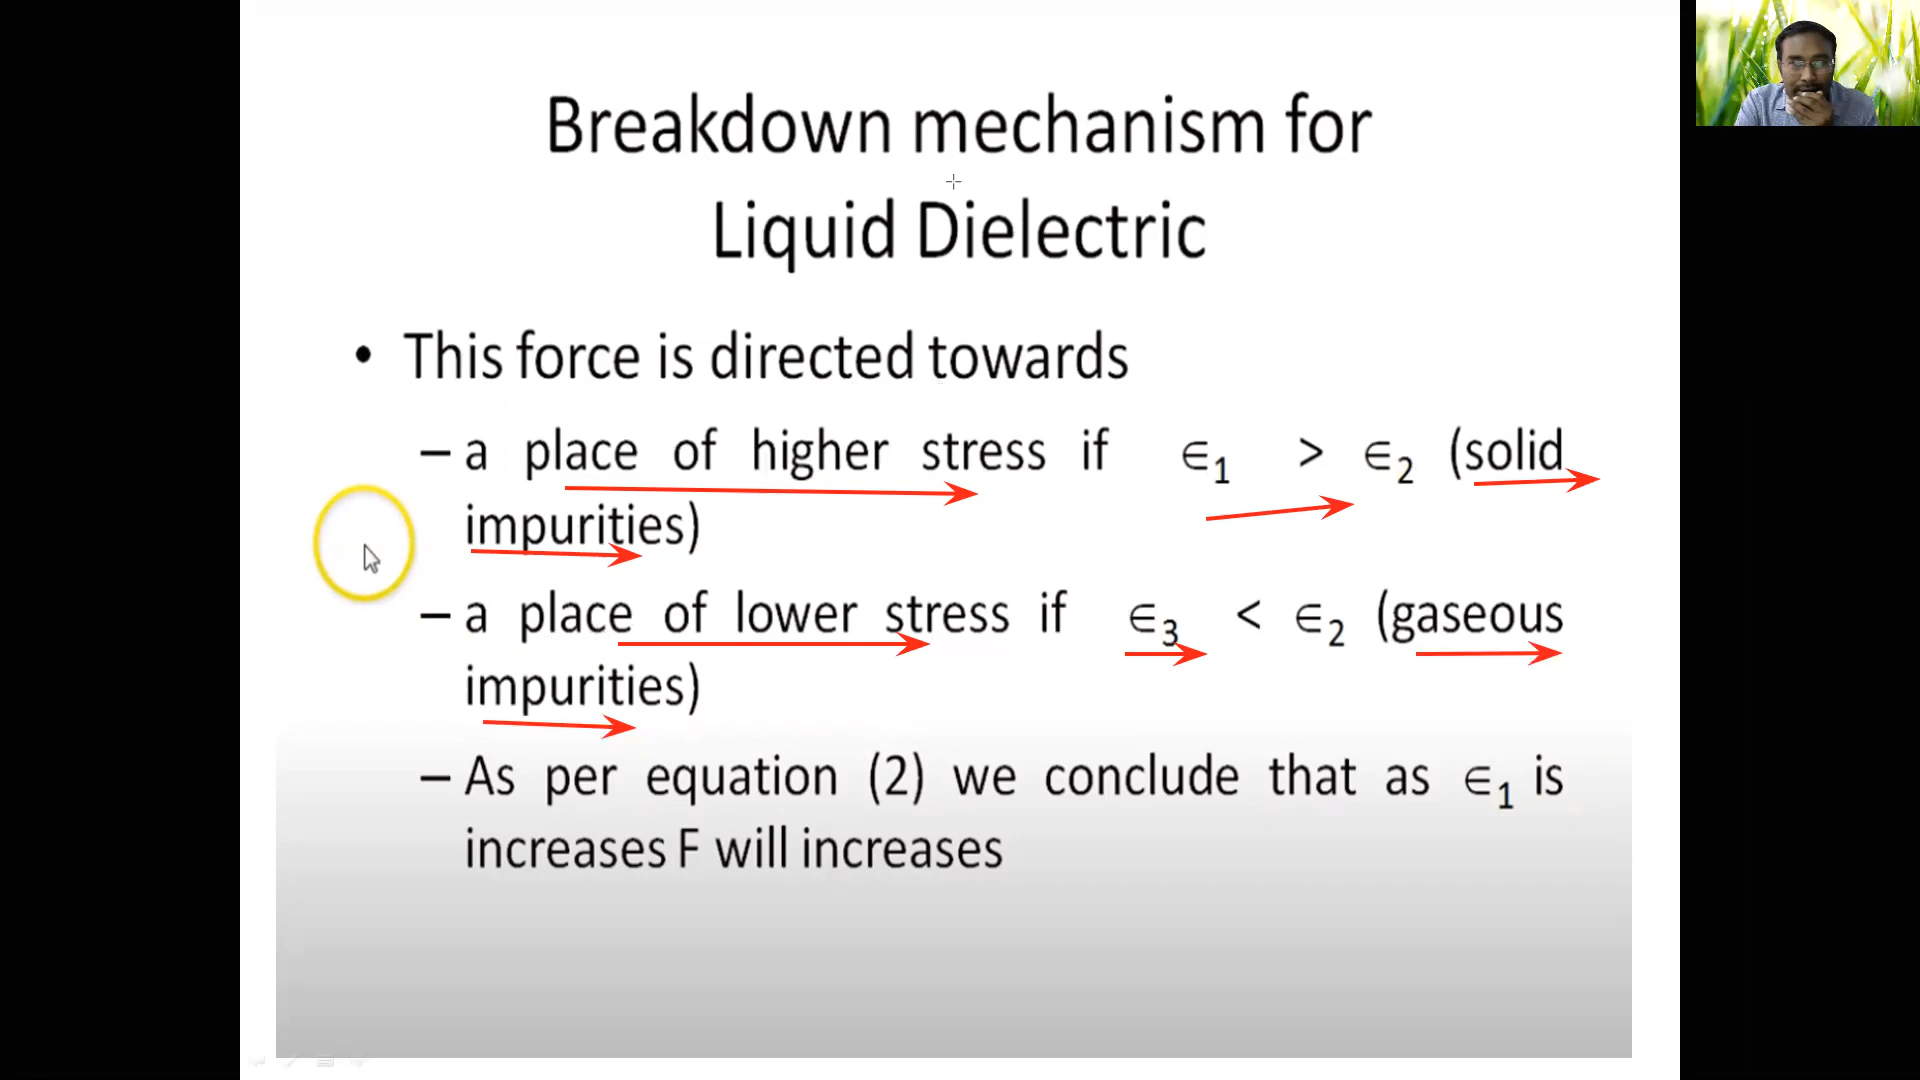 Breakdown mechanism for
Liquid Dielectric
• This force is directed towards
– a place of higher stress if ∈1 > ∈2 (solid
impurities)
– a place of lower stress if ∈3 < ∈2 (gaseous
impurities)
– As per equation (2) we conclude that as ∈1 is
increases F will increases